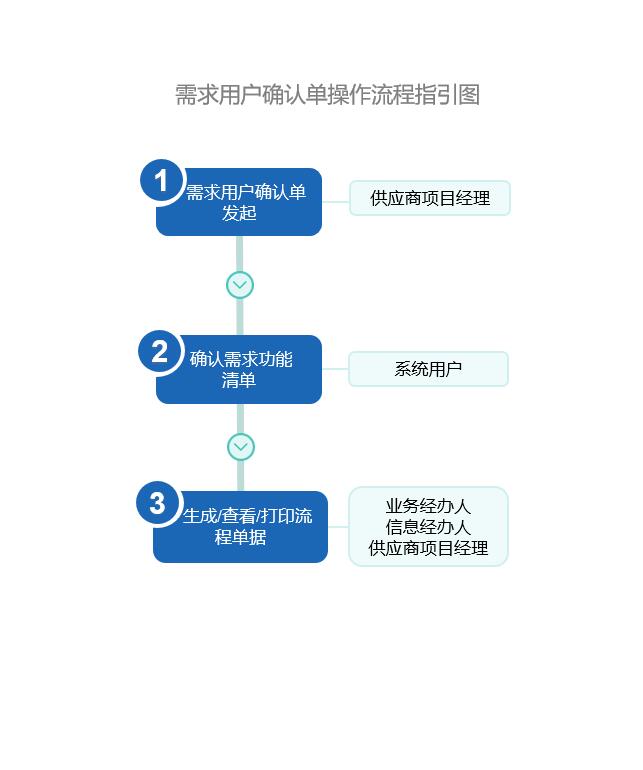 需求用户确认单操作流程指引图
1
需求用户确认单
发起
供应商项目经理
2
确认需求功能
清单
系统用户
3
生成/查看/打印流
程单据
业务经办人
信息经办人
供应商项目经理